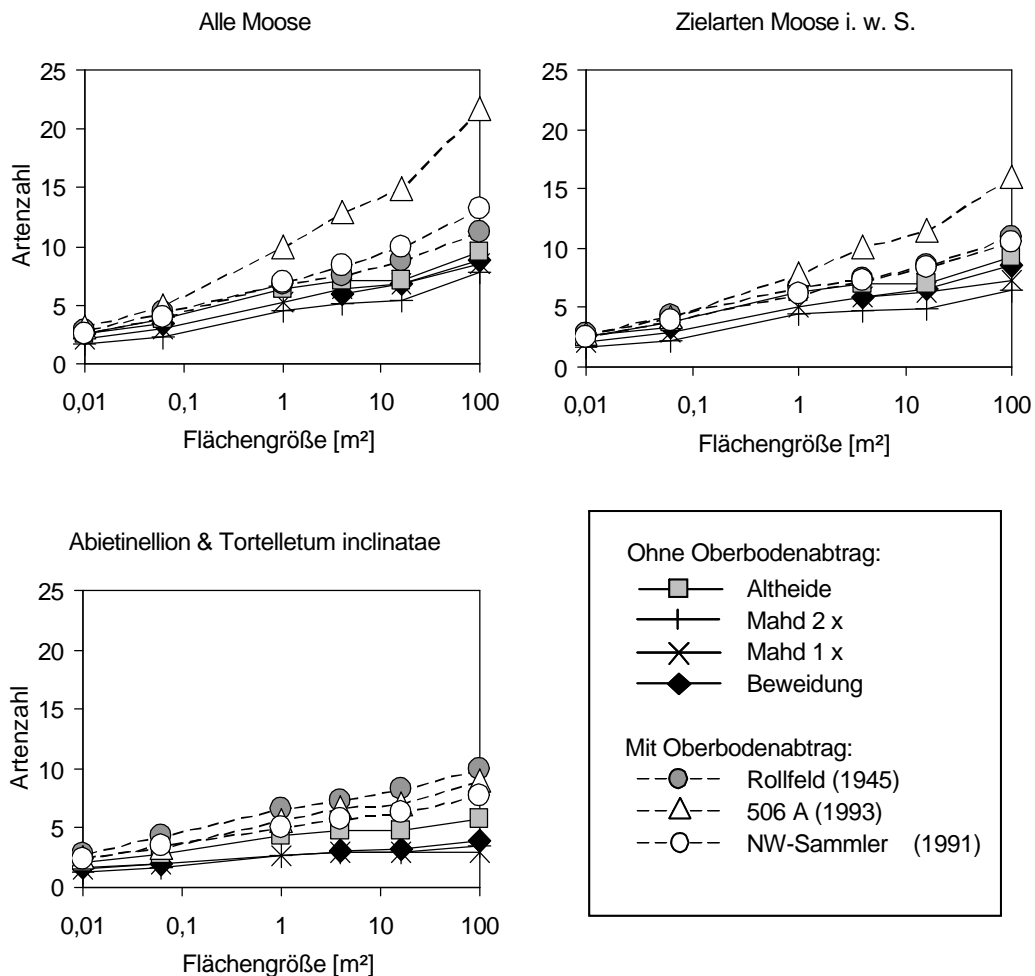 Alle Moose
Artenzahl
25
20
15
10
5
0
0,01
0,1
1
10
100
Flächengröße [m²]
Zielarten Moose i. w. S.
25
20
15
10
5
0
0,01
0,1
1
10
100
Flächengröße [m²]
Abietinellion & Tortelletum inclinatae
Artenzahl
25
20
15
10
5
0
0,01
0,1
1
10
100
Flächengröße [m²]
Ohne Oberbodenabtrag:
Altheide
Mahd 2 x
Mahd 1 x
Beweidung
Mit Oberbodenabtrag:
Rollfeld (1945)
506 A (1993)
NW-Sammler (1991)